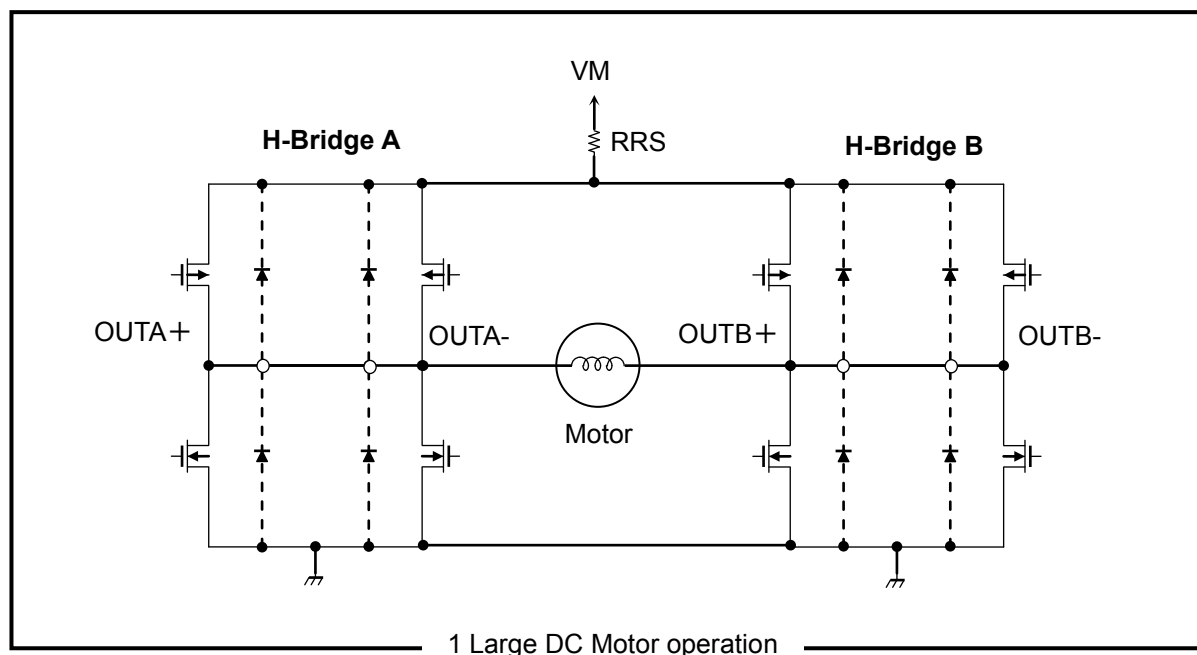 VM
H-Bridge A
RRS
H-Bridge B
OUTA+
OUTA-
OUTB+
OUTB-
Motor
1 Large DC Motor operation